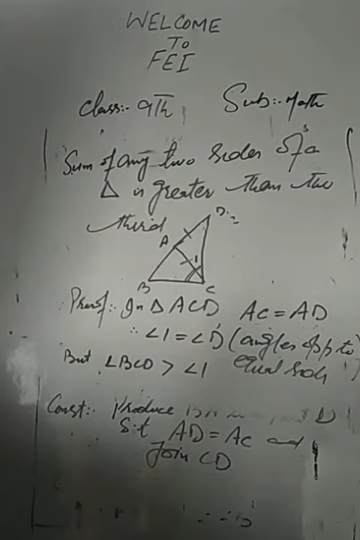 WELCOME
TO
FEI
Class:- 9th Sub:- Math
Sum of any two sides of a
Δ is greater than the
third
D
A
1
B C
Proof:- In Δ ACD AC = AD
∴ ∠1 = ∠D (angles opp to
equal side
But ∠BCD > ∠1
Const:- Produce D
S.t AD = AC and
Join CD